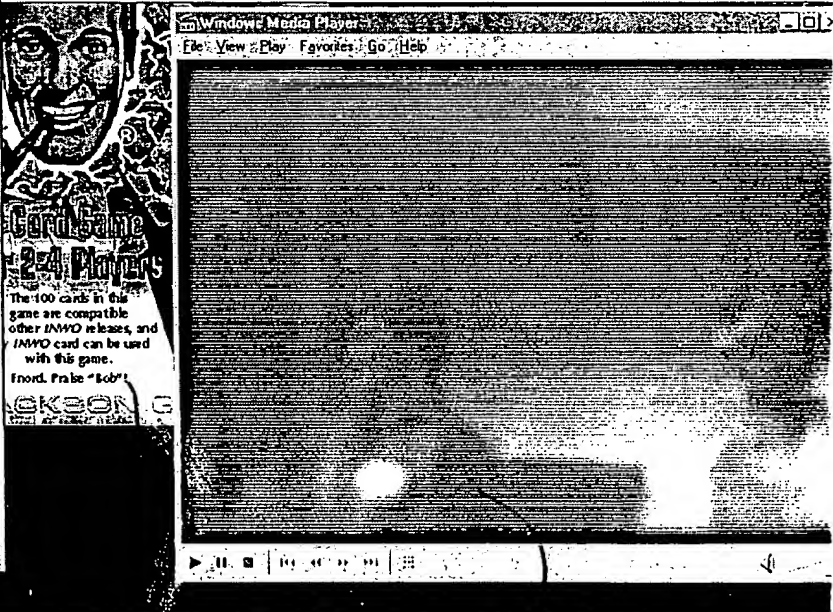 Windows Media Player
File View Play Favorites Go Help
®
Card Game
2-4 Players
The 100 cards in this
game are compatible
other INWO releases, and
INWO card can be used
with this game.
Fnord. Praise "Bob"!
ACKSON G